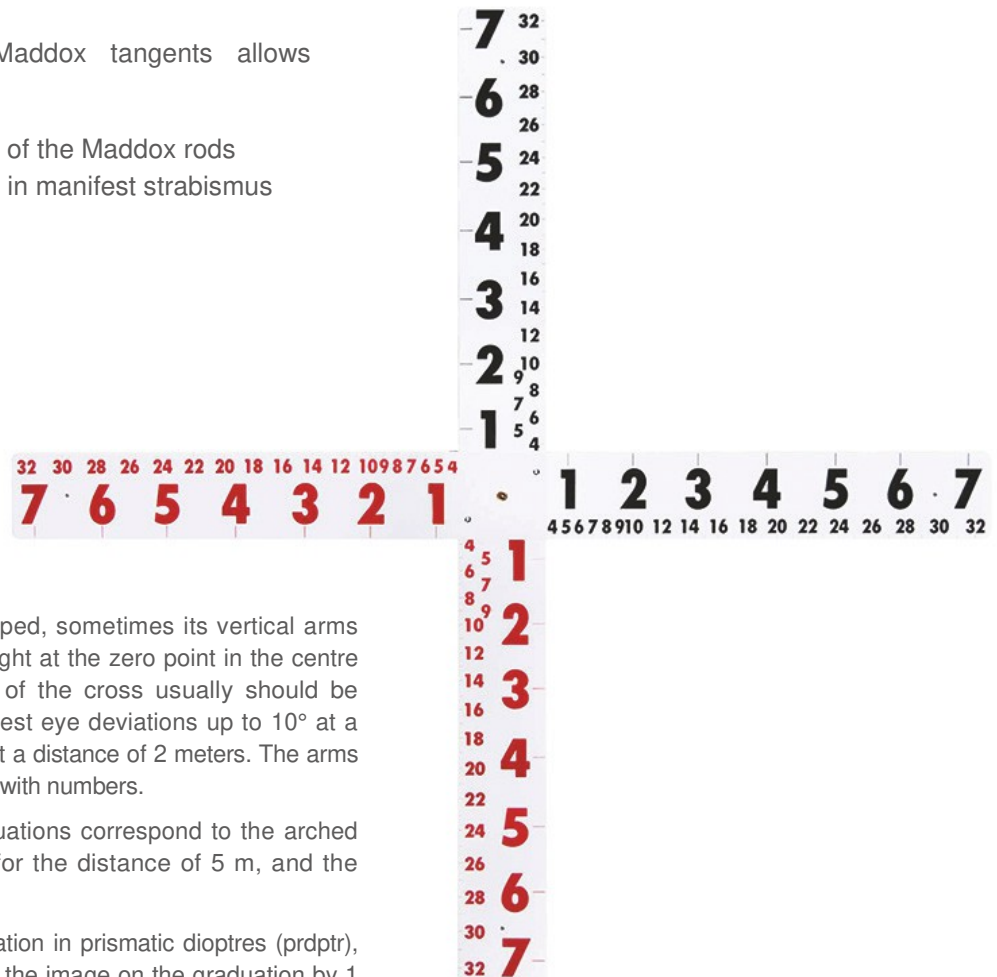 Maddox tangents allows
of the Maddox rods
in manifest strabismus
7 32
30
6 28
26
5 24
22
4 20
18
3 16
14
12
2 10
9
8
7
1 6
5
4
32 30 28 26 24 22 20 18 16 14 12 10 9 8 7 6 5 4
7 6 5 4 3 2 1
1 2 3 4 5 6 7
4 5 6 7 8 9 10 12 14 16 18 20 22 24 26 28 30 32
4
5 1
6
7
8
9 2
10
12
14 3
16
18
20 4
22
24 5
26
28 6
30
32 7
ped, sometimes its vertical arms
ght at the zero point in the centre
of the cross usually should be
est eye deviations up to 10° at a
t a distance of 2 meters. The arms
with numbers.
uations correspond to the arched
for the distance of 5 m, and the
ation in prismatic dioptres (prdptr),
the image on the graduation by 1